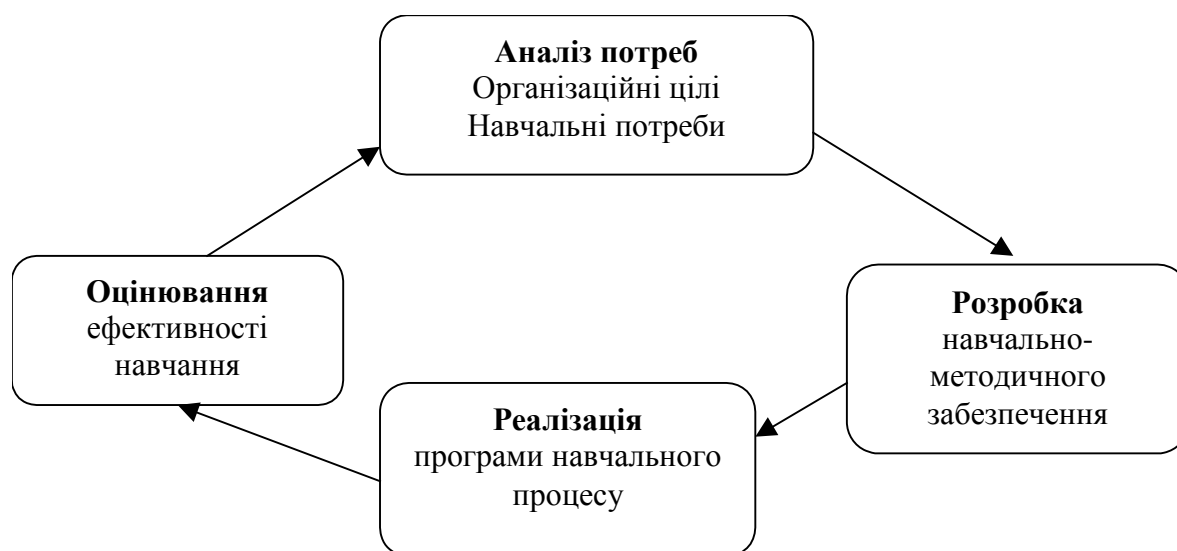 Аналіз потреб
Організаційні цілі
Навчальні потреби
Розробка
навчально-
методичного
забезпечення
Реалізація
програми навчального
процесу
Оцінювання
ефективності
навчання